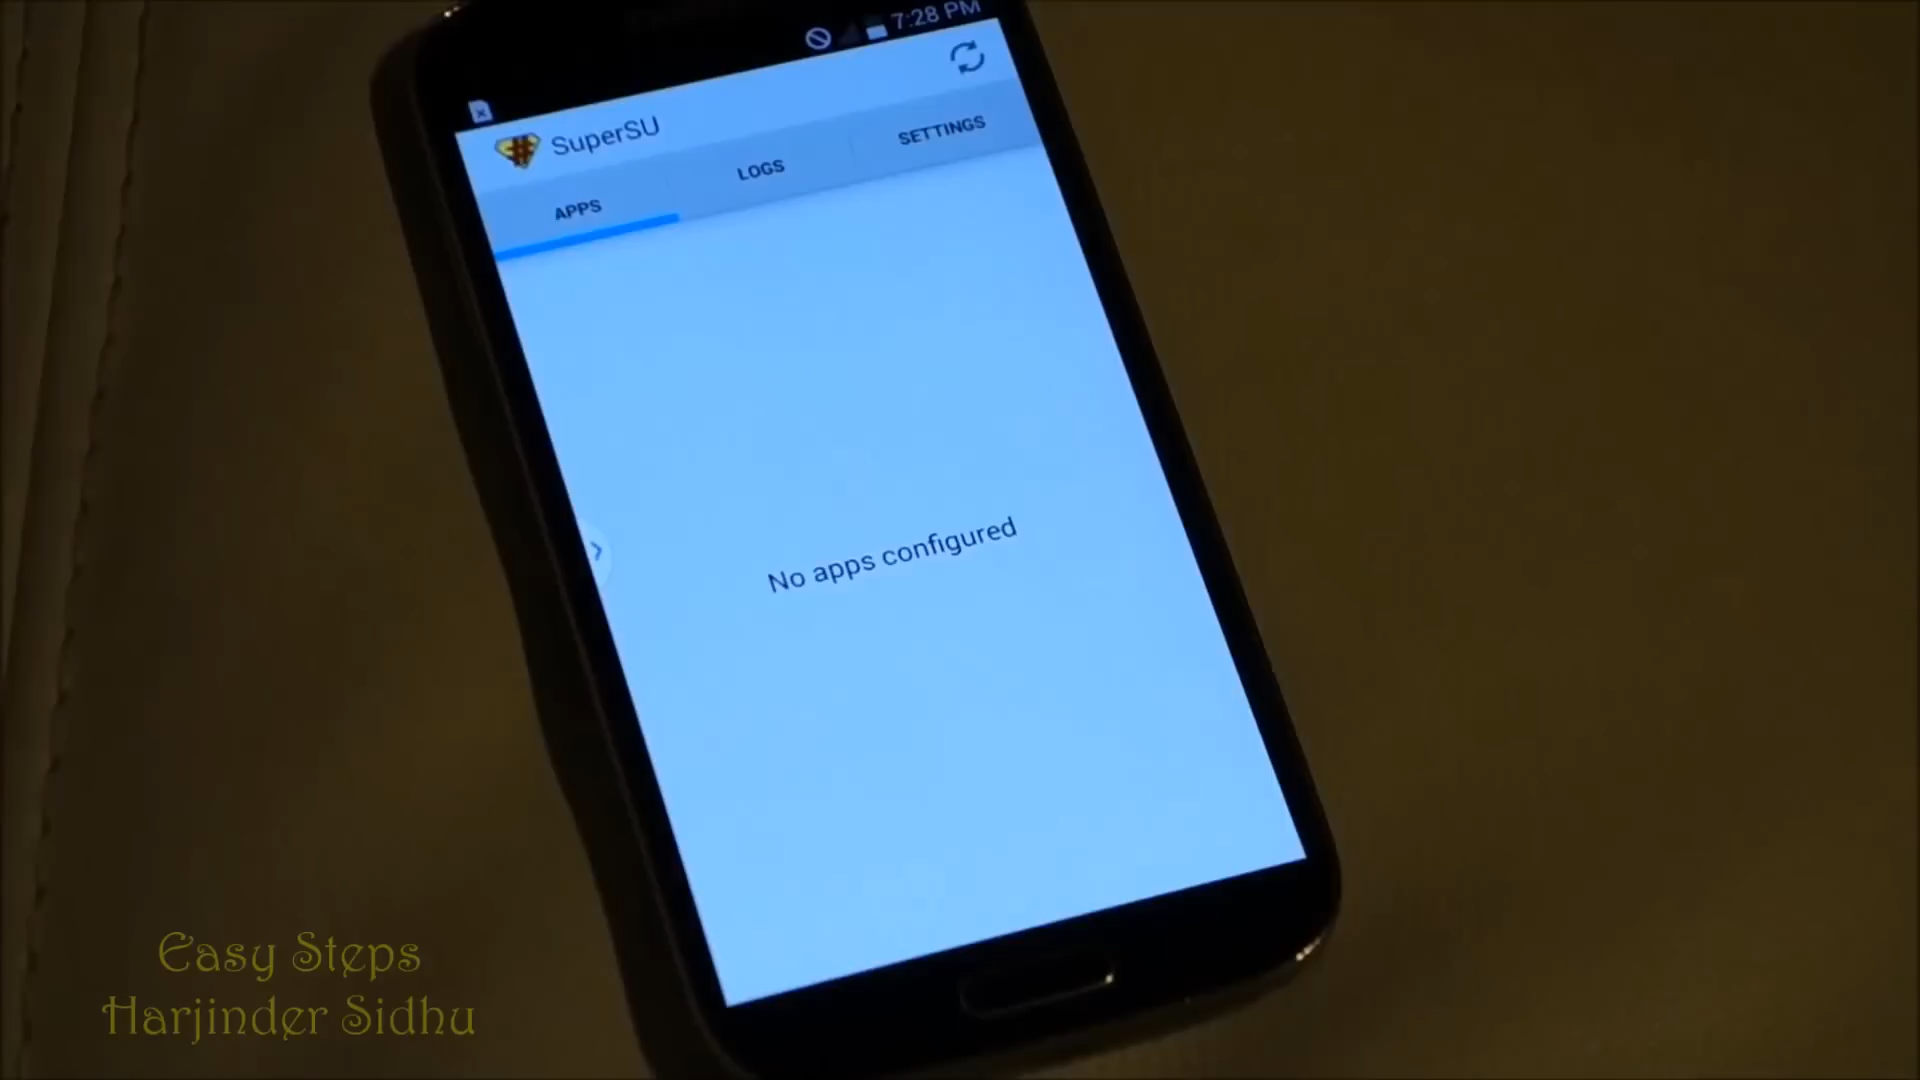 7:28 PM
SuperSU
APPS
LOGS
SETTINGS
No apps configured
Easy Steps
Harjinder Sidhu